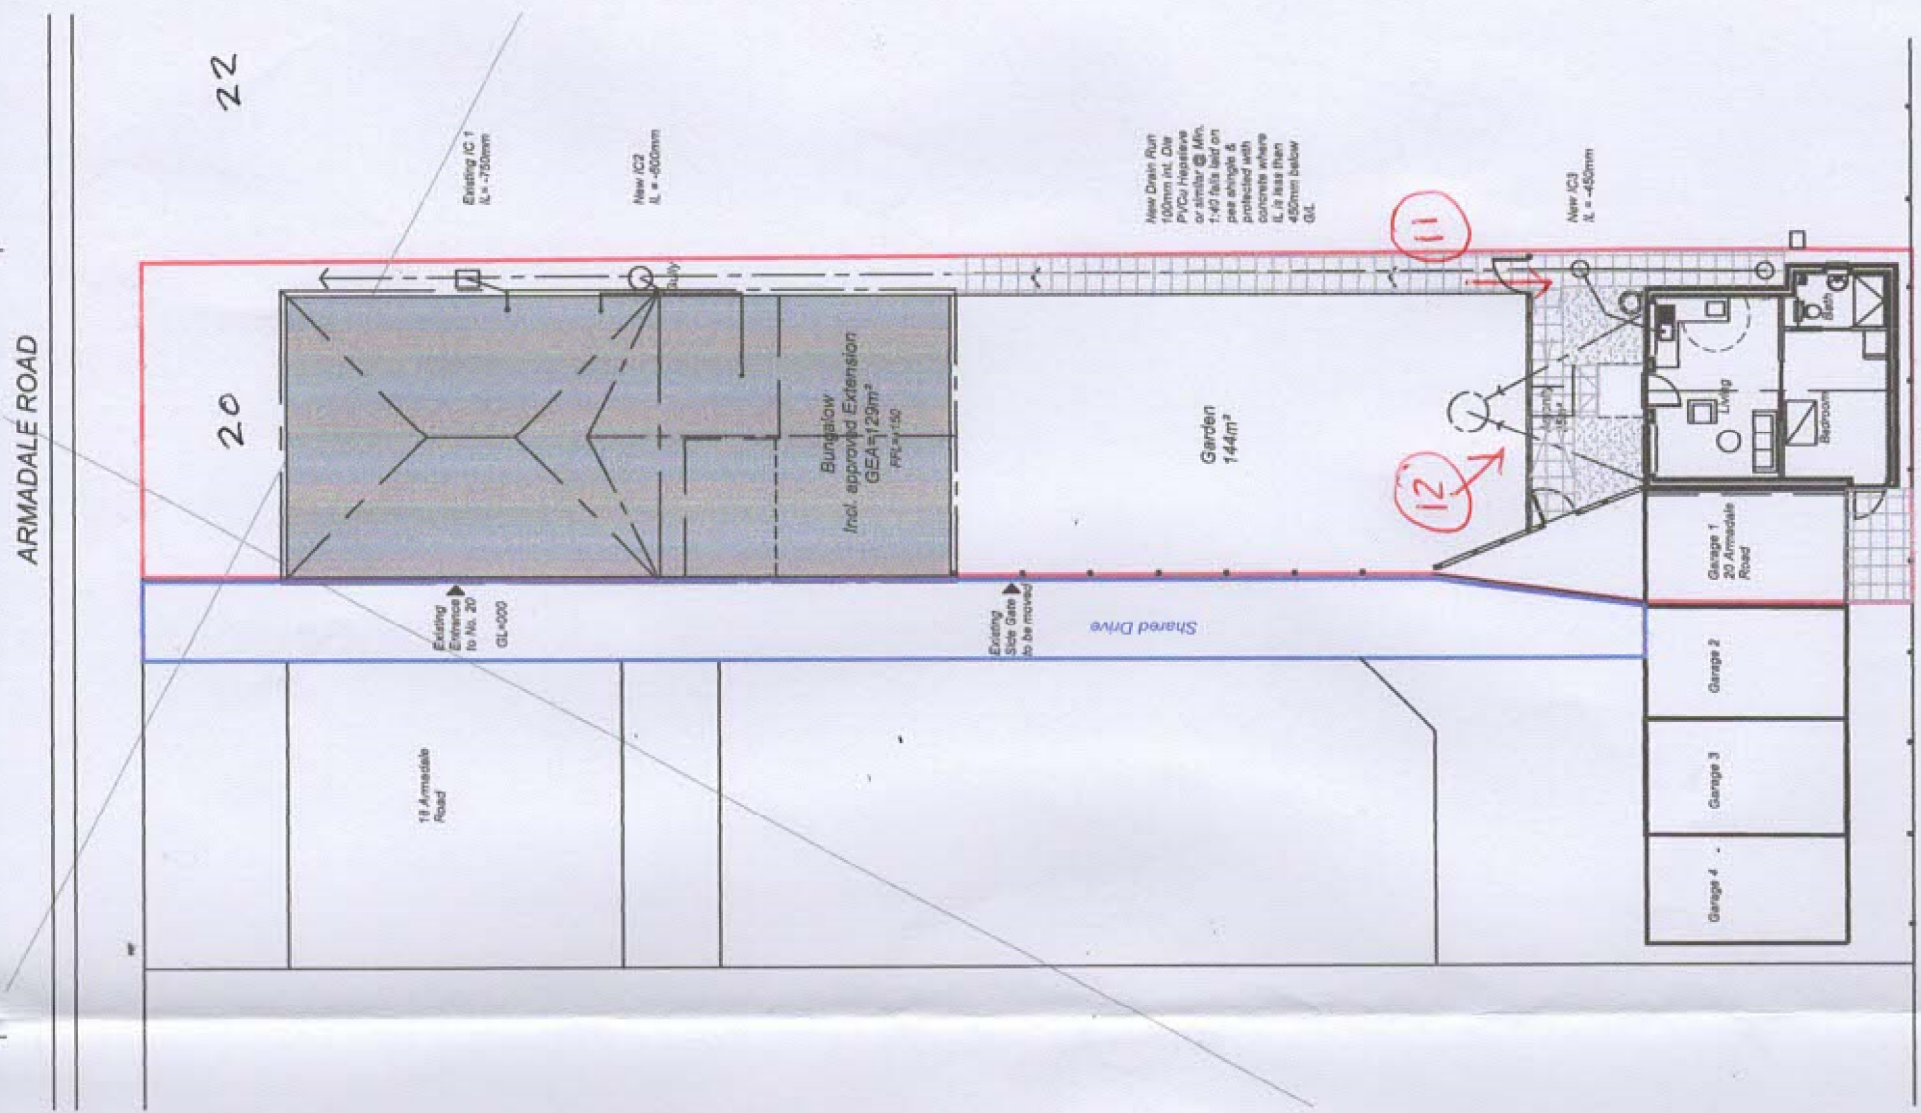 ARMADALE ROAD
22
20
Existing IC 1
IL= -750mm
New IC2
IL = -600mm
Gully
New Drain Run
100mm int. Dia
PVCu Hepsleve
or similar @ Min.
1:40 falls laid on
pea shingle &
protected with
concrete where
IL is less than
450mm below
G/L
New IC3
IL = -450mm
11
12
Bungalow
Incl. approved Extension
GEA=129m²
FFL=+150
Garden
144m²
Living
Bath
Bedroom
Existing
Entrance
to No. 20
GL=000
Existing
Side Gate
to be moved
Shared Drive
18 Armadale
Road
Garage 1
20 Armadale
Road
Garage 2
Garage 3
Garage 4